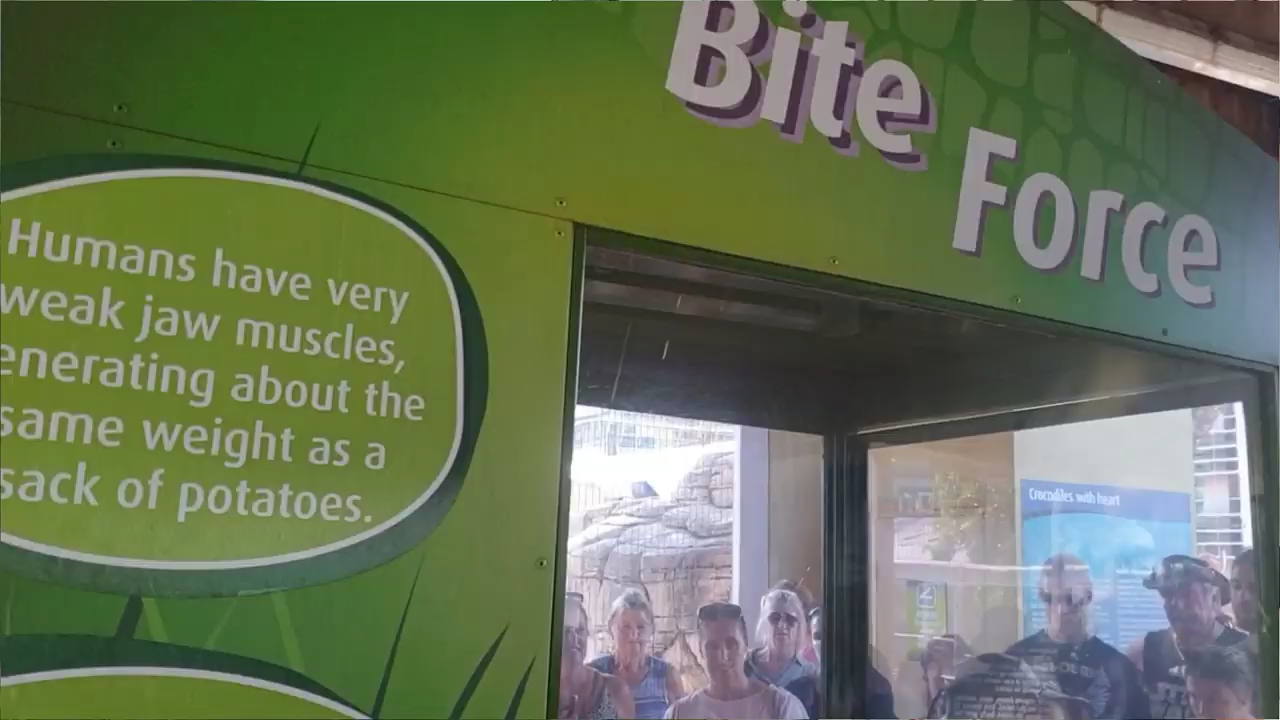 Bite
Force
Humans have very
weak jaw muscles,
enerating about the
same weight as a
sack of potatoes.
Crocodiles with heart